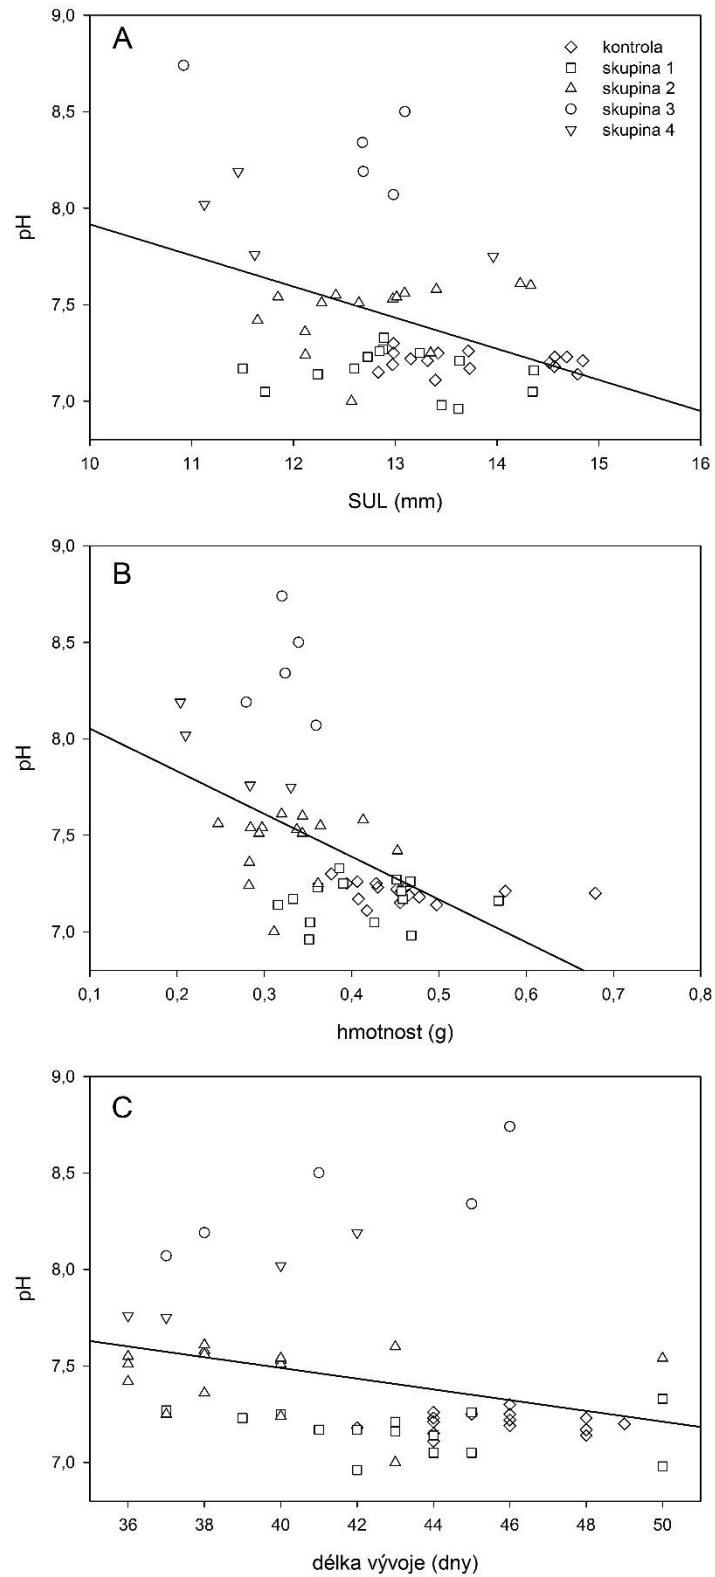 A
kontrola
skupina 1
skupina 2
skupina 3
skupina 4
9,0
8,5
8,0
7,5
7,0
pH
10 11 12 13 14 15 16
SUL (mm)
B
9,0
8,5
8,0
7,5
7,0
pH
0,1 0,2 0,3 0,4 0,5 0,6 0,7 0,8
hmotnost (g)
C
9,0
8,5
8,0
7,5
7,0
pH
36 38 40 42 44 46 48 50
délka vývoje (dny)